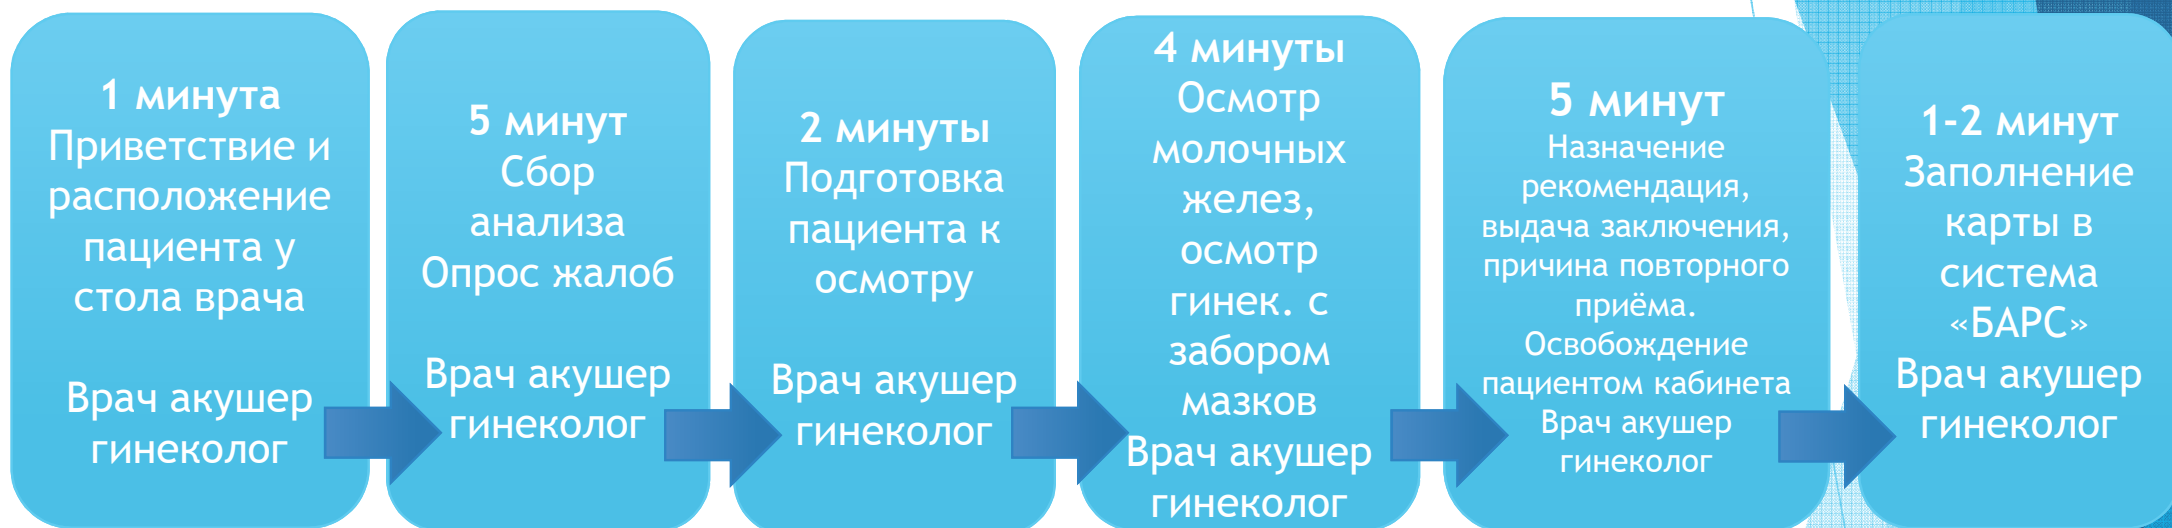 1 минута
Приветствие и
расположение
пациента у
стола врача
Врач акушер
гинеколог
5 минут
Сбор
анализа
Опрос жалоб
Врач акушер
гинеколог
2 минуты
Подготовка
пациента к
осмотру
Врач акушер
гинеколог
4 минуты
Осмотр
молочных
желез,
осмотр
гинек. с
забором
мазков
Врач акушер
гинеколог
5 минут
Назначение
рекомендация,
выдача заключения,
причина повторного
приёма.
Освобождение
пациентом кабинета
Врач акушер
гинеколог
1-2 минут
Заполнение
карты в
система
«БАРС»
Врач акушер
гинеколог